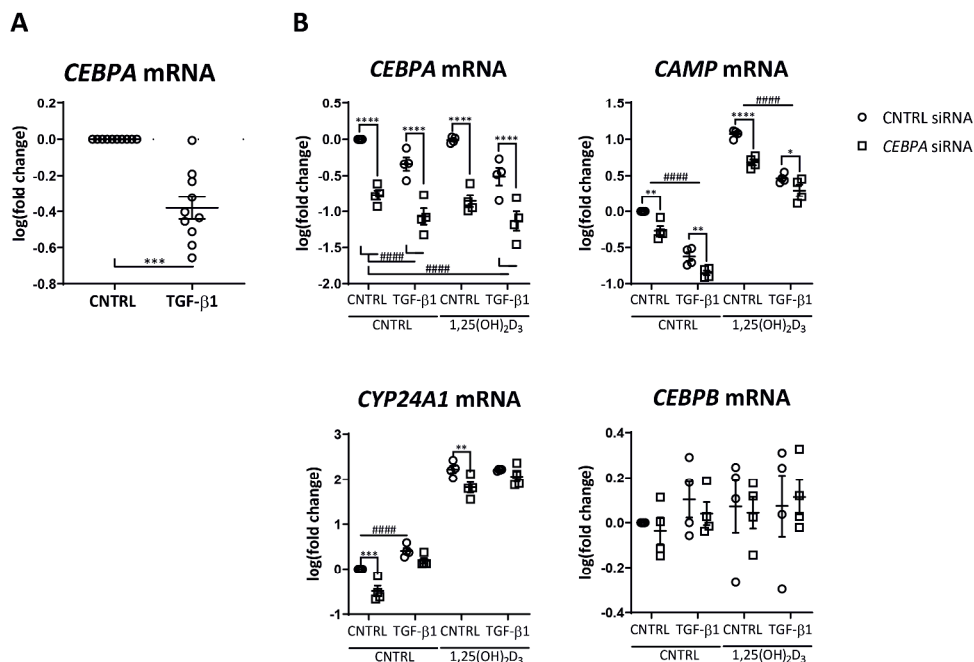 A
CEBPA mRNA
log(fold change)
0.2
0.0
-0.2
-0.4
-0.6
-0.8
***
CNTRL TGF-β1
B
CEBPA mRNA
log(fold change)
0.5
0.0
-0.5
-1.0
-1.5
-2.0
**** **** **** ****
####
####
CNTRL TGF-β1 CNTRL TGF-β1
CNTRL 1,25(OH)₂D₃
CAMP mRNA
log(fold change)
1.5
1.0
0.5
0.0
-0.5
-1.0
####
****
*
####
**
**
CNTRL TGF-β1 CNTRL TGF-β1
CNTRL 1,25(OH)₂D₃
CNTRL siRNA
CEBPA siRNA
CYP24A1 mRNA
log(fold change)
3
2
1
0
-1
**
####
***
CNTRL TGF-β1 CNTRL TGF-β1
CNTRL 1,25(OH)₂D₃
CEBPB mRNA
log(fold change)
0.4
0.2
0.0
-0.2
-0.4
CNTRL TGF-β1 CNTRL TGF-β1
CNTRL 1,25(OH)₂D₃